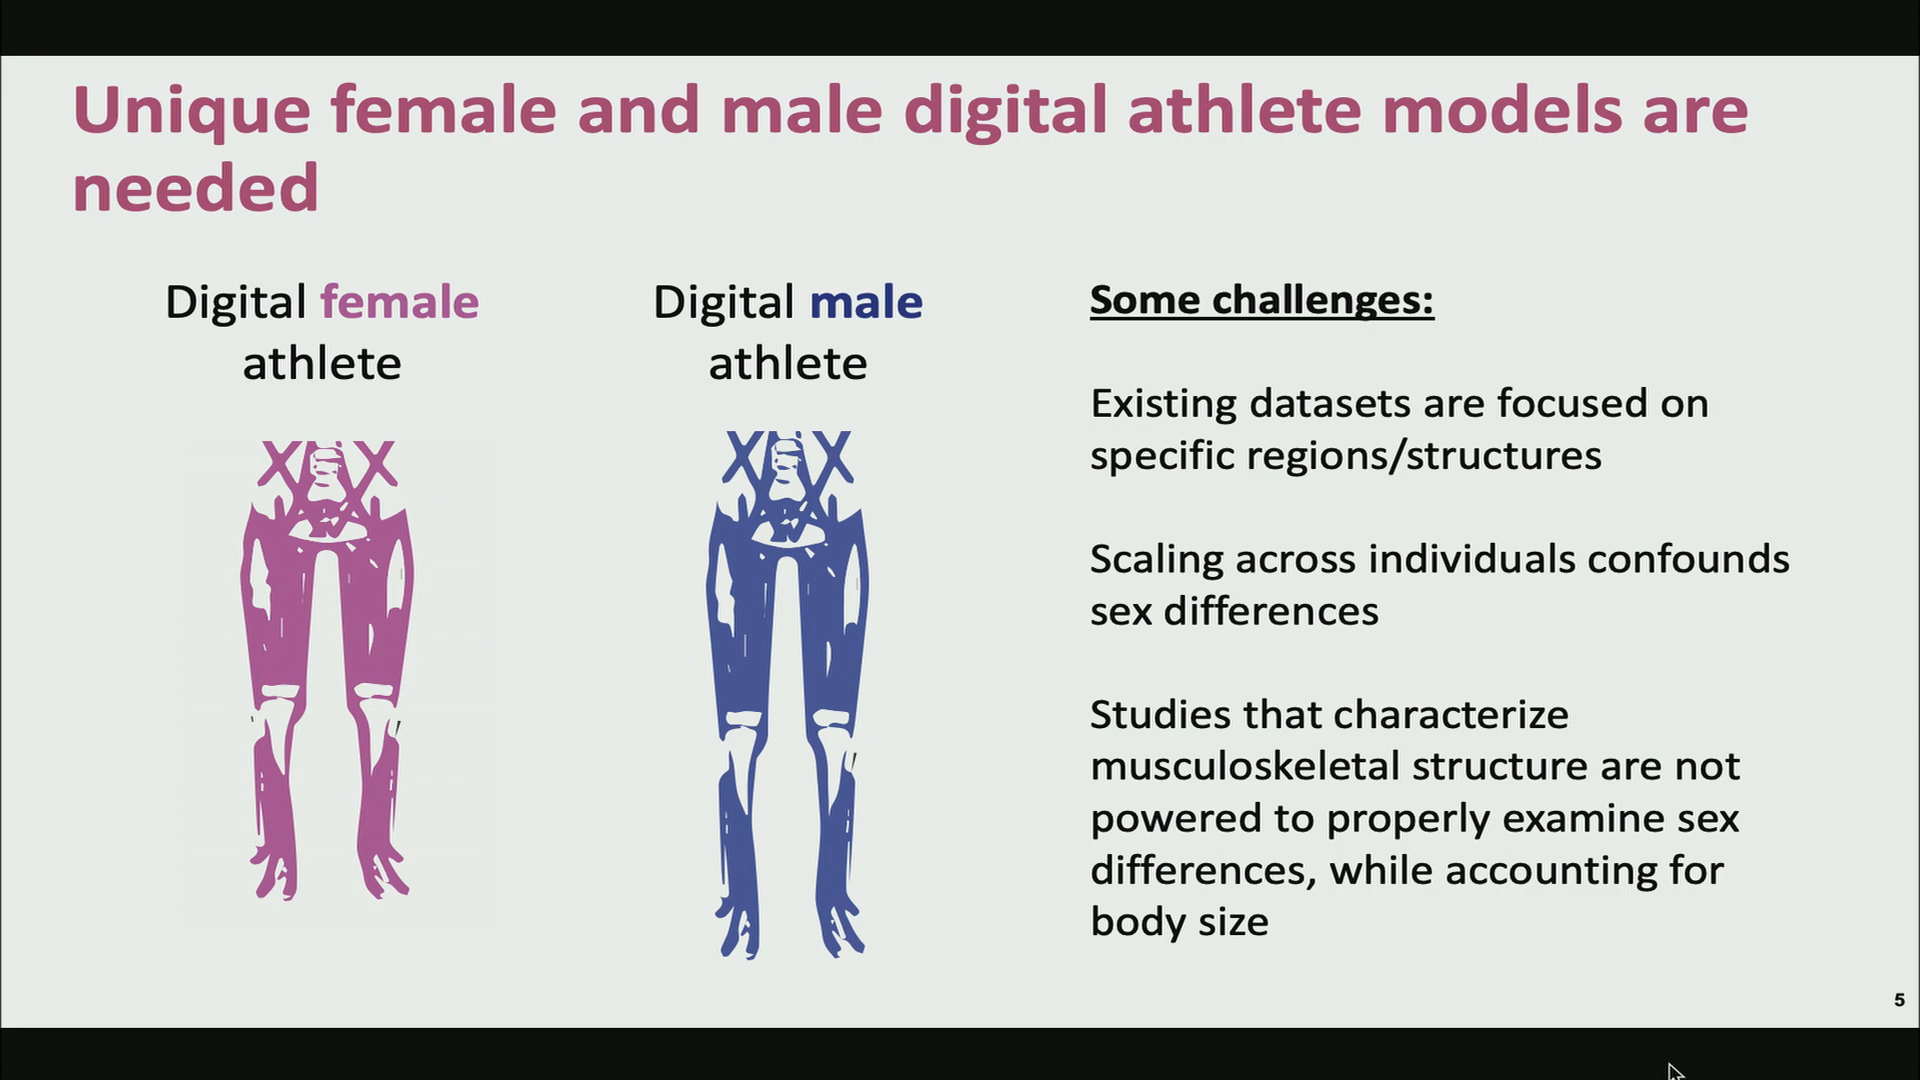 Unique female and male digital athlete models are
needed
Digital female
athlete
Digital male
athlete
Some challenges:
Existing datasets are focused on
specific regions/structures
Scaling across individuals confounds
sex differences
Studies that characterize
musculoskeletal structure are not
powered to properly examine sex
differences, while accounting for
body size
5